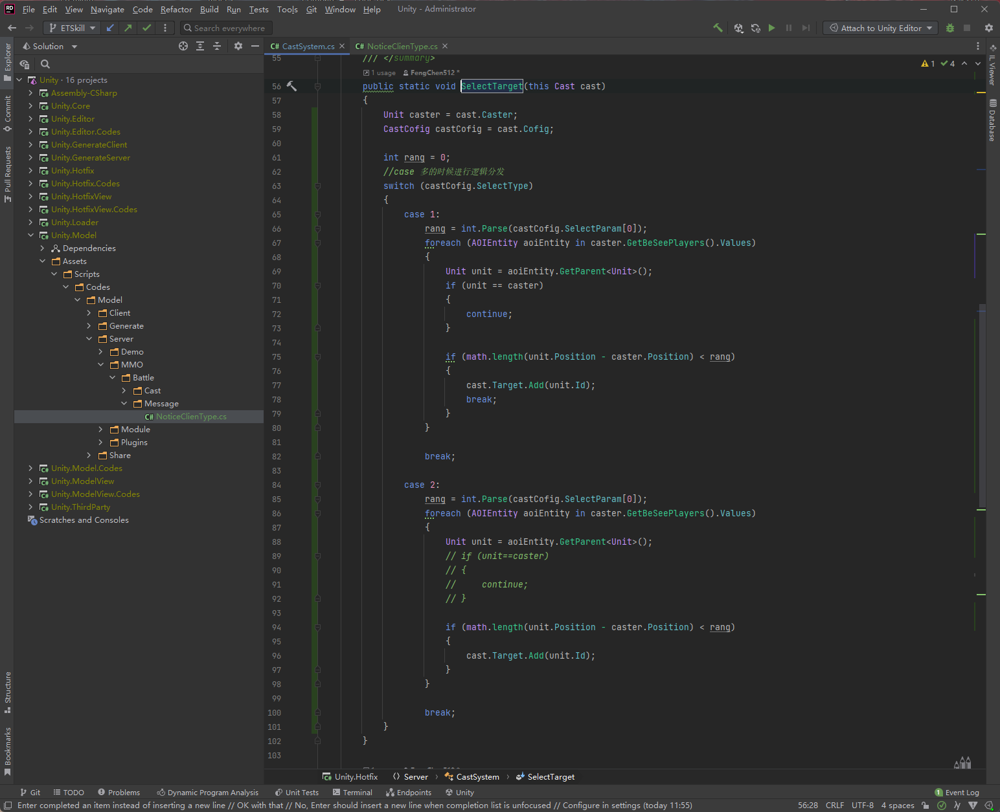 File Edit View Navigate Code Refactor Build Run Tests Tools Git Window Help Unity - Administrator
ETSkill Search everywhere Attach to Unity Editor
Solution
CastSystem.cs NoticeClienType.cs
Explorer
Commit
Pull Requests
Structure
Bookmarks
Unity · 16 projects
Assembly-CSharp
Unity.Core
Unity.Editor
Unity.Editor.Codes
Unity.GenerateClient
Unity.GenerateServer
Unity.Hotfix
Unity.Hotfix.Codes
Unity.HotfixView
Unity.HotfixView.Codes
Unity.Loader
Unity.Model
Dependencies
Assets
Scripts
Codes
Model
Client
Generate
Server
Demo
MMO
Battle
Cast
Message
C# NoticeClienType.cs
Module
Plugins
Share
Unity.Model.Codes
Unity.ModelView
Unity.ModelView.Codes
Unity.ThirdParty
Scratches and Consoles
55 /// </summary>
1 usage FengChen512 *
56 public static void SelectTarget(this Cast cast)
57 {
58 Unit caster = cast.Caster;
59 CastCofig castCofig = cast.Cofig;
60
61 int rang = 0;
62 //case 多的时候进行逻辑分发
63 switch (castCofig.SelectType)
64 {
65 case 1:
66 rang = int.Parse(castCofig.SelectParam[0]);
67 foreach (AOIEntity aoiEntity in caster.GetBeSeePlayers().Values)
68 {
69 Unit unit = aoiEntity.GetParent<Unit>();
70 if (unit == caster)
71 {
72 continue;
73 }
74
75 if (math.length(unit.Position - caster.Position) < rang)
76 {
77 cast.Target.Add(unit.Id);
78 break;
79 }
80 }
81
82 break;
83
84 case 2:
85 rang = int.Parse(castCofig.SelectParam[0]);
86 foreach (AOIEntity aoiEntity in caster.GetBeSeePlayers().Values)
87 {
88 Unit unit = aoiEntity.GetParent<Unit>();
89 // if (unit==caster)
90 // {
91 // continue;
92 // }
93
94 if (math.length(unit.Position - caster.Position) < rang)
95 {
96 cast.Target.Add(unit.Id);
97 }
98 }
99
100 break;
101 }
102 }
103
1 4
IL Viewer
Database
Unity.Hotfix Server › CastSystem › SelectTarget
Git TODO Problems Dynamic Program Analysis Unit Tests Terminal Endpoints Unity 1 Event Log
Enter completed an item instead of inserting a new line // OK with that // No, Enter should insert a new line when completion list is unfocused // Configure in settings (today 11:55) 56:28 CRLF UTF-8 4 spaces